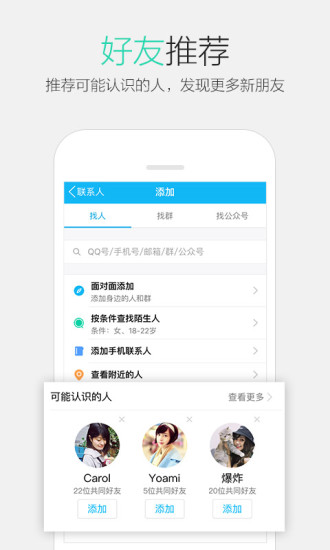 好友推荐
推荐可能认识的人，发现更多新朋友
联系人
添加
找人
找群
找公众号
QQ号/手机号/邮箱/群/公众号
面对面添加
添加身边的人和群
按条件查找陌生人
条件：女、18-22岁
添加手机联系人
查看附近的人
可能认识的人
查看更多
Carol
Yoami
爆炸
22位共同好友
5位共同好友
20位共同好友
添加
添加
添加